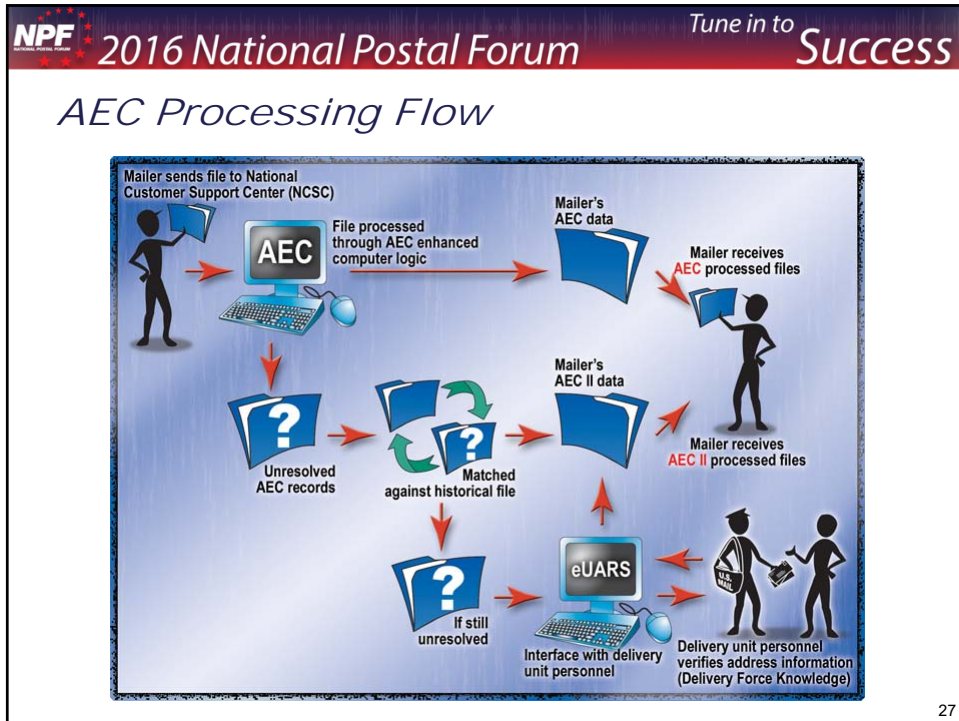 NPF
NATIONAL POSTAL FORUM
2016 National Postal Forum
Tune in to
Success
AEC Processing Flow
Mailer sends file to National
Customer Support Center (NCSC)
AEC
File processed
through AEC enhanced
computer logic
Mailer's
AEC data
Mailer receives
AEC processed files
?
Unresolved
AEC records
?
Matched
against historical file
Mailer's
AEC II data
Mailer receives
AEC II processed files
?
If still
unresolved
eUARS
Interface with delivery
unit personnel
U.S.
MAIL
Delivery unit personnel
verifies address information
(Delivery Force Knowledge)
27